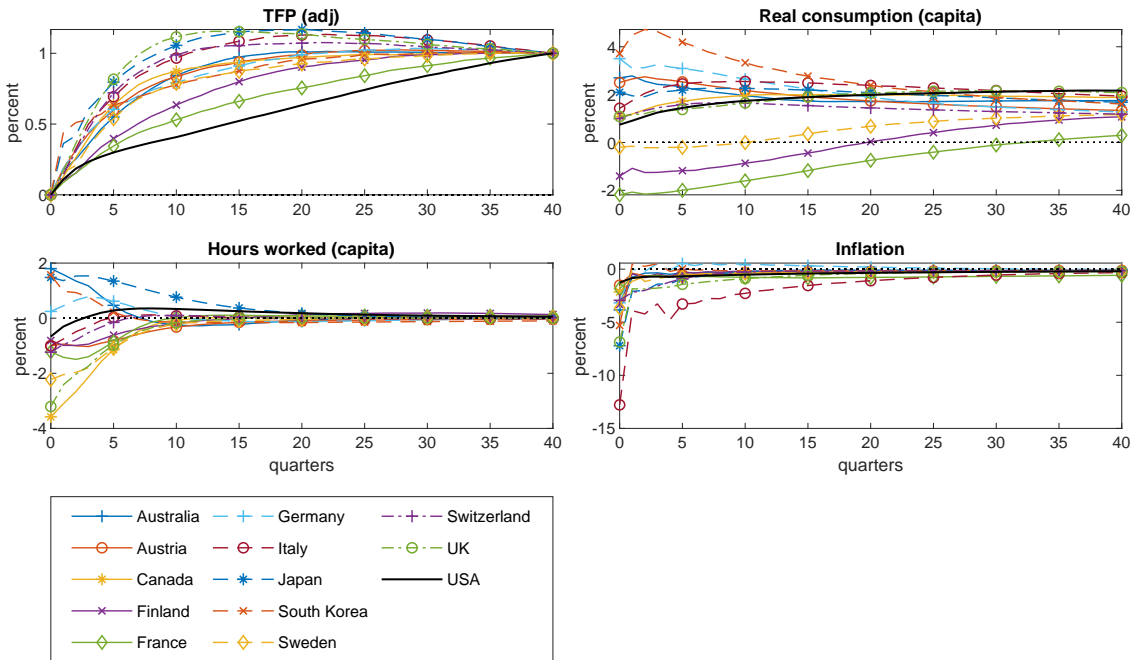 TFP (adj)
percent
1
0.5
0
0 5 10 15 20 25 30 35 40
Real consumption (capita)
percent
4
2
0
-2
0 5 10 15 20 25 30 35 40
Hours worked (capita)
percent
2
0
-2
-4
0 5 10 15 20 25 30 35 40
quarters
Inflation
percent
0
-5
-10
-15
0 5 10 15 20 25 30 35 40
quarters
Australia
Austria
Canada
Finland
France
Germany
Italy
Japan
South Korea
Sweden
Switzerland
UK
USA